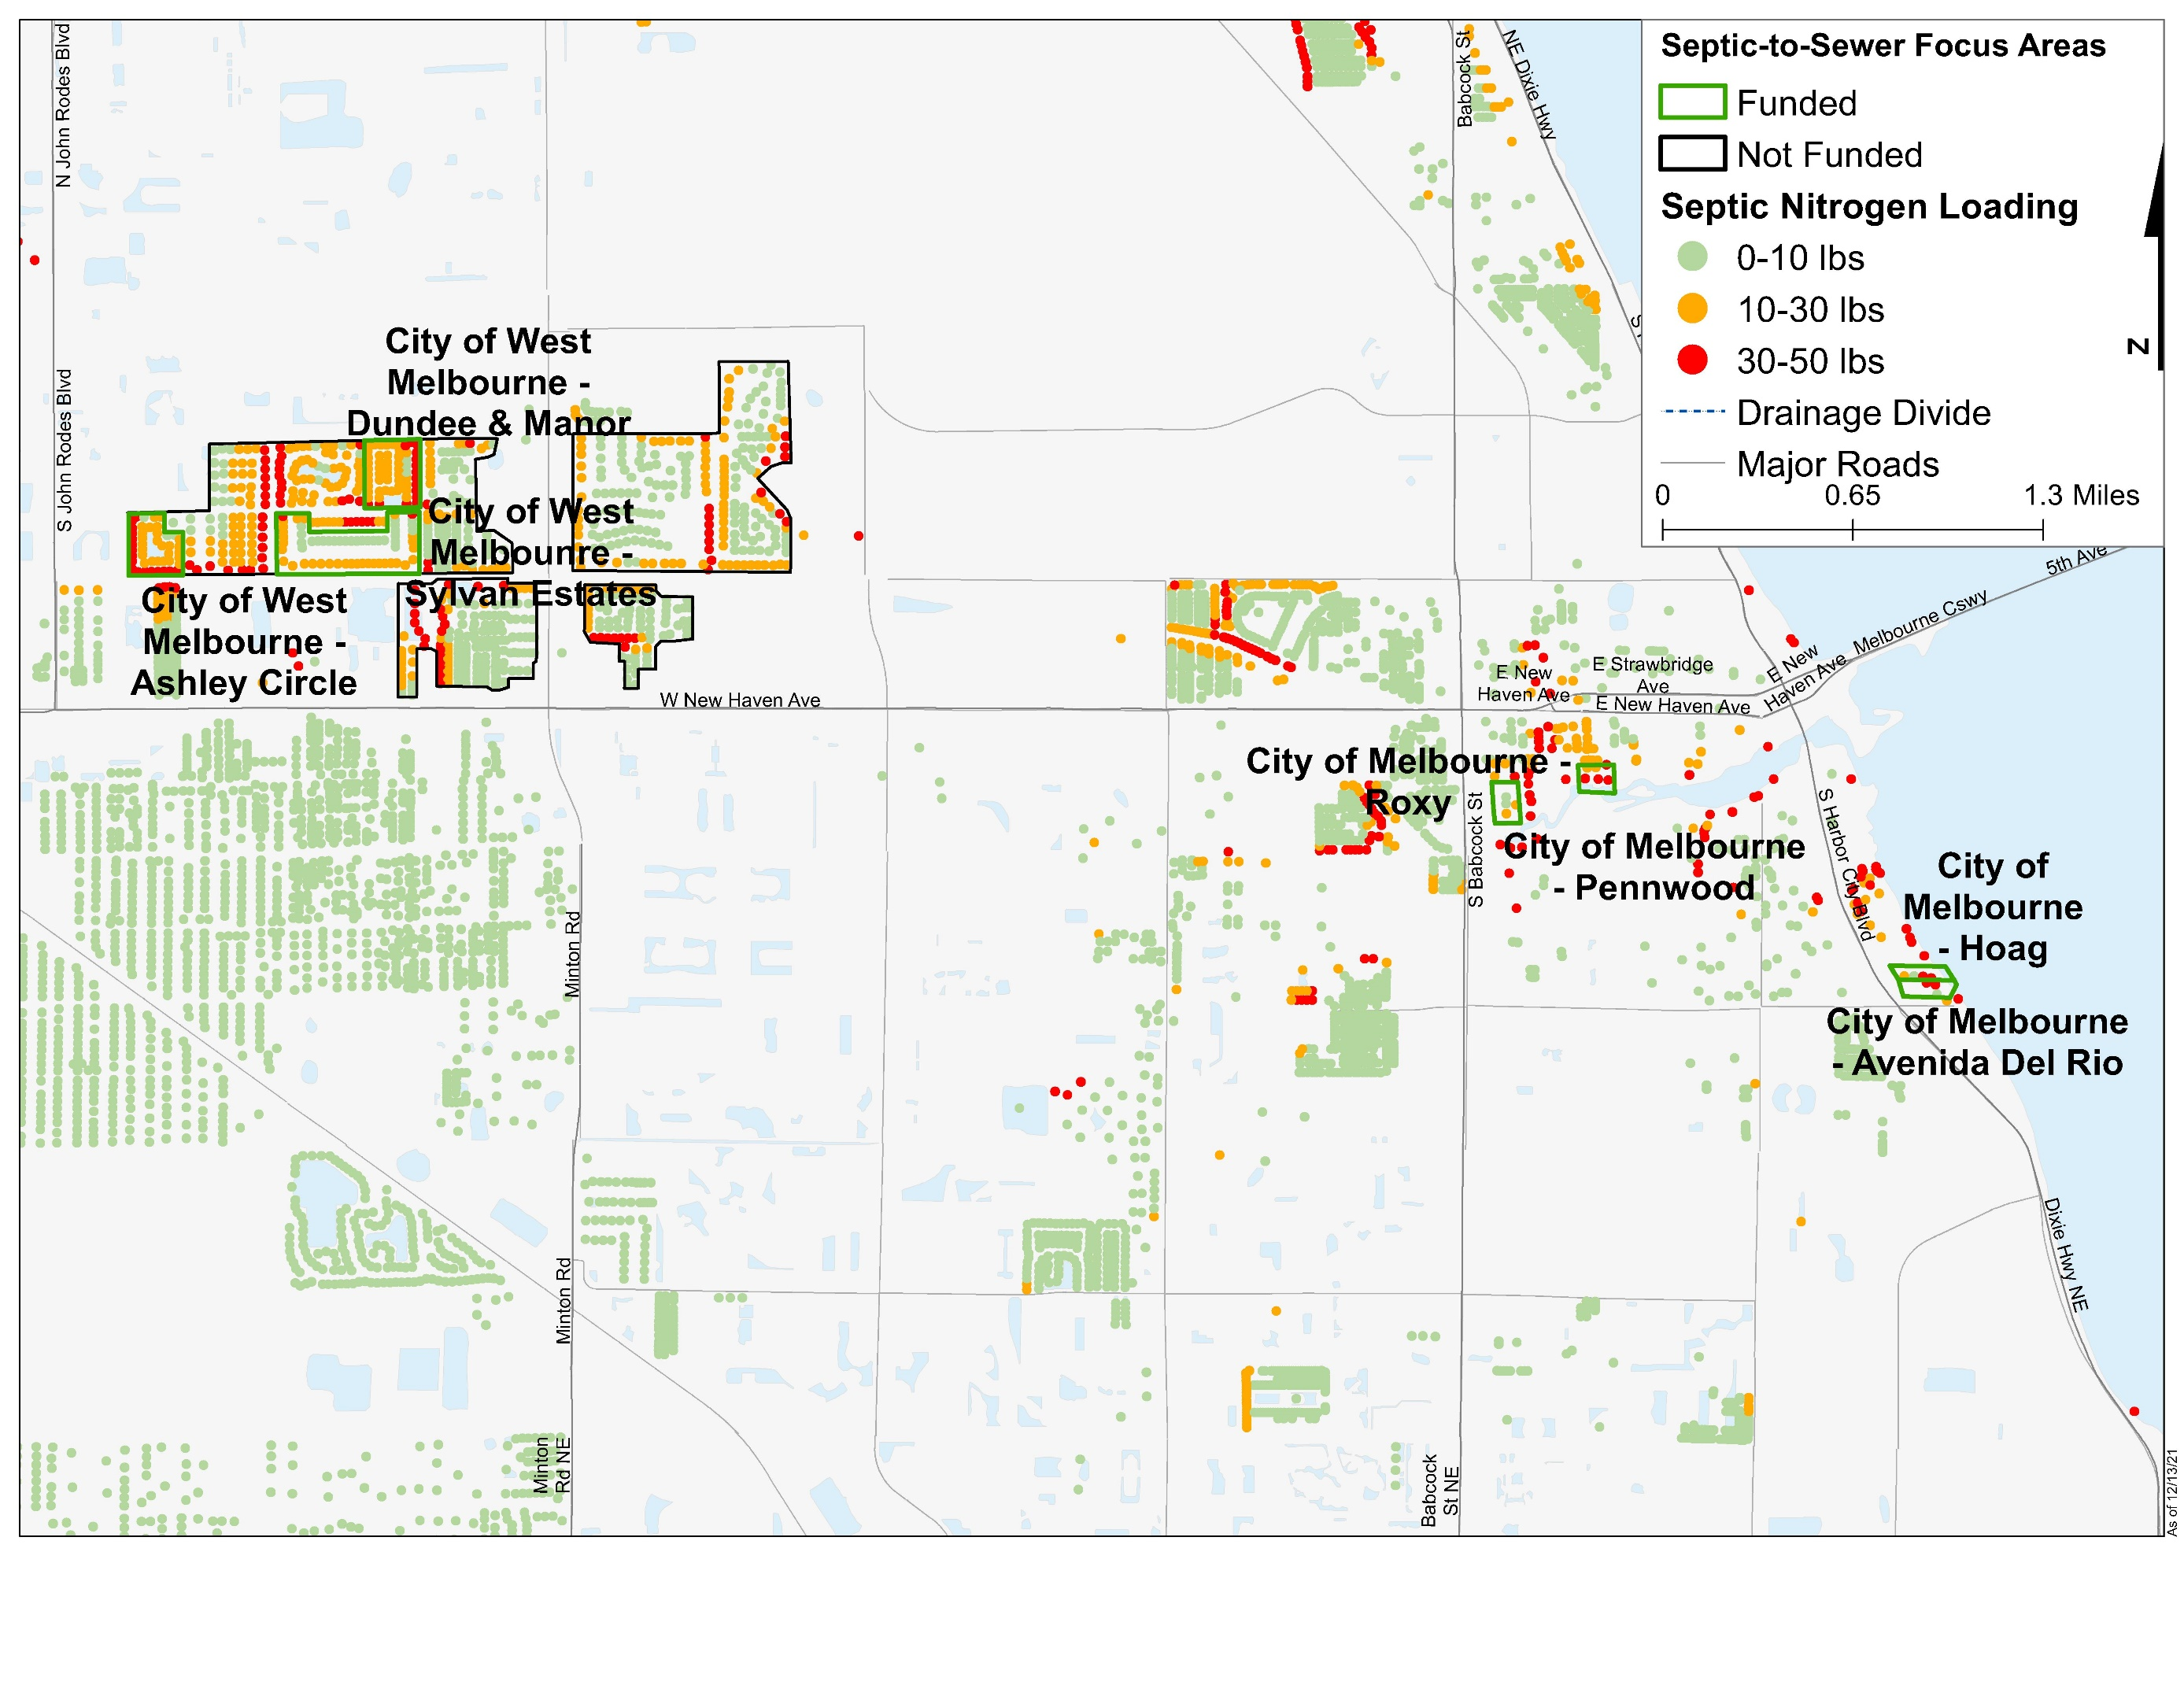 Septic-to-Sewer Focus Areas
Funded
Not Funded
Septic Nitrogen Loading
0-10 lbs
10-30 lbs
30-50 lbs
Drainage Divide
Major Roads
0 0.65 1.3 Miles
N
N John Rodes Blvd
S John Rodes Blvd
Babcock St
NE Dixie Hwy
City of West
Melbourne -
Dundee & Manor
City of West
Melbounre -
Sylvan Estates
City of West
Melbourne -
Ashley Circle
W New Haven Ave
5th Ave
Melbourne Cswy
E New
Haven Ave
E Strawbridge
Ave
E New
Haven Ave
E New Haven Ave
City of Melbourne -
Roxy
S Babcock St
City of Melbourne
- Pennwood
S Harbor City Blvd
City of
Melbourne
- Hoag
City of Melbourne
- Avenida Del Rio
Minton Rd
Minton Rd
Minton
Rd NE
Babcock
St NE
Dixie Hwy NE
As of 12/13/21